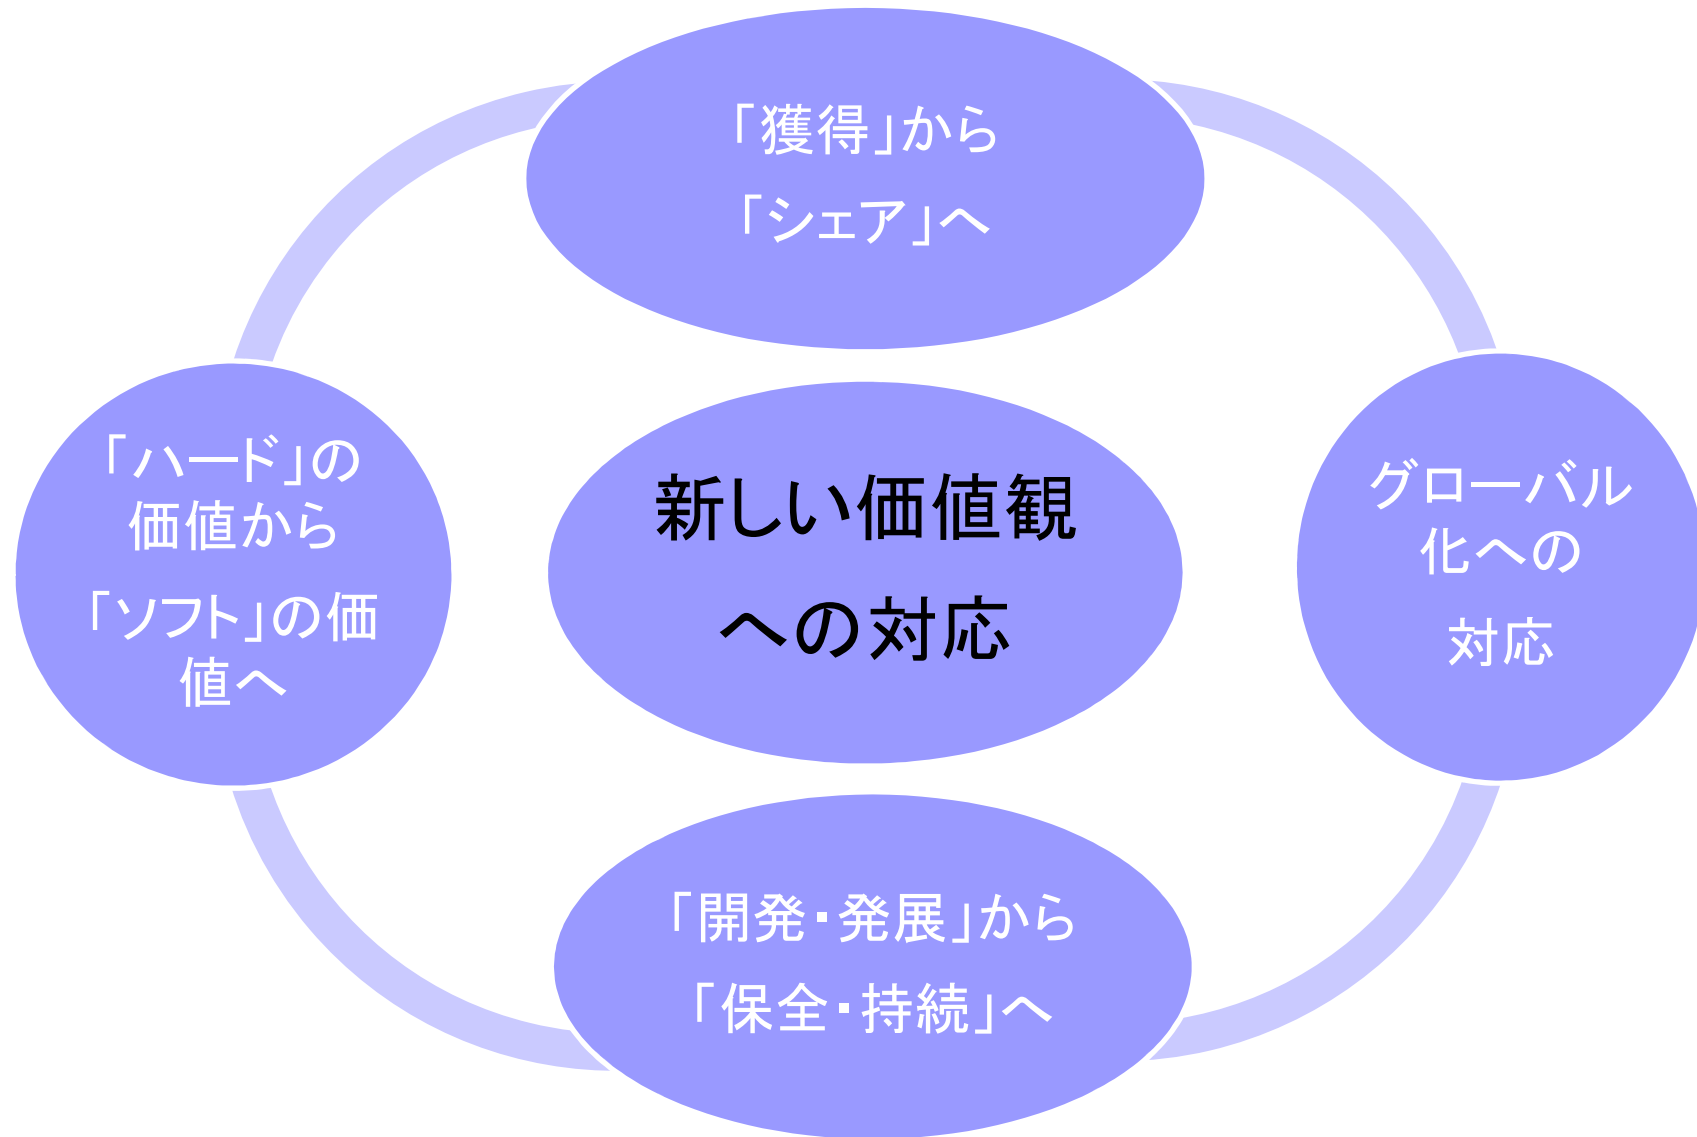 「獲得」から
「シェア」へ
「ハード」の
価値から
「ソフト」の価
値へ
新しい価値観
への対応
グローバル
化への
対応
「開発・発展」から
「保全・持続」へ